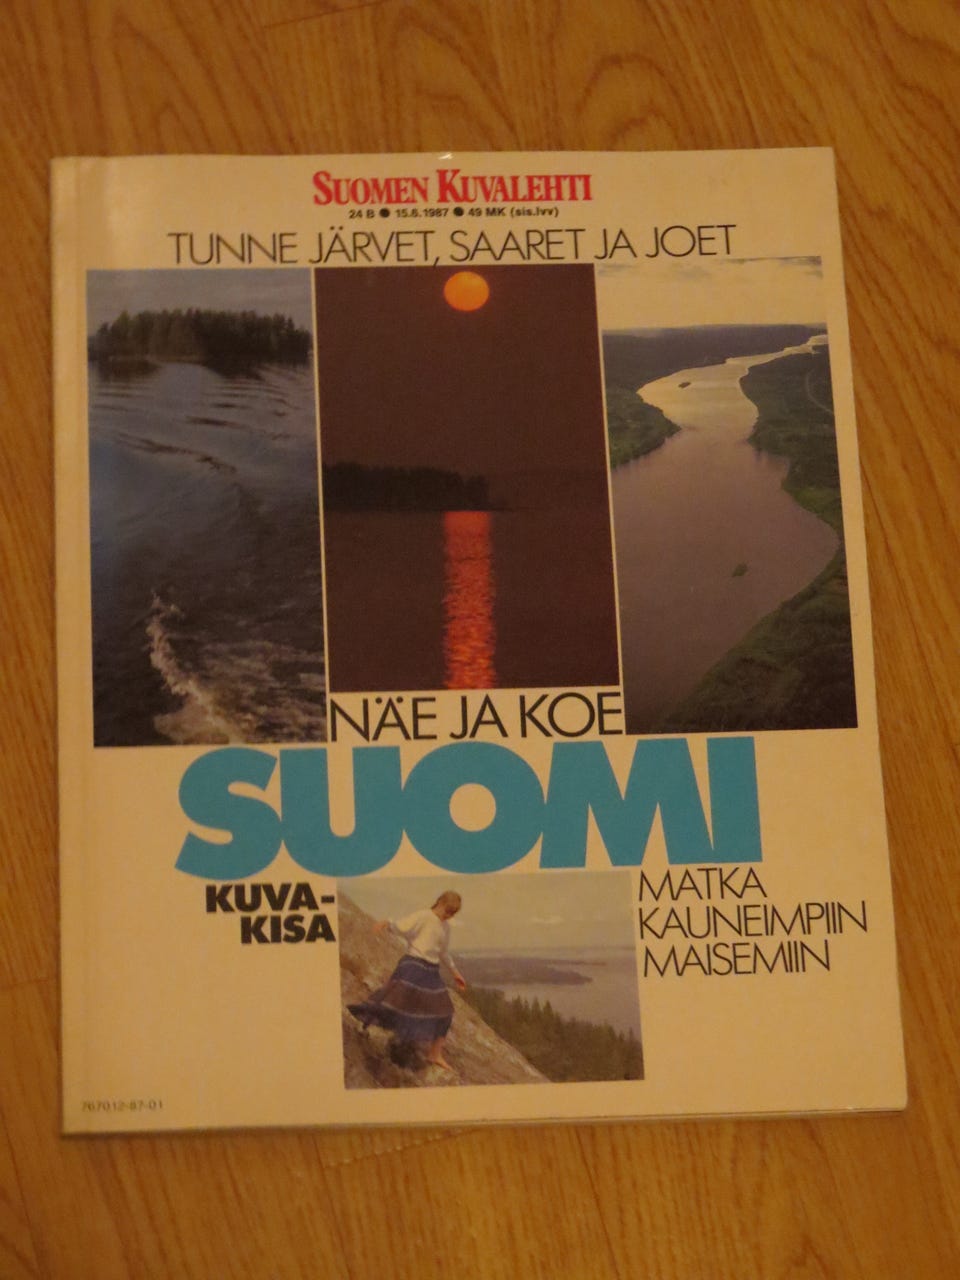 SUOMEN KUVALEHTI
24 B ● 15.6.1987 ● 49 MK (sis.lvv)
TUNNE JÄRVET, SAARET JA JOET
NÄE JA KOE
SUOMI
KUVA-
KISA
MATKA
KAUNEIMPIIN
MAISEMIIN
767012-87-01